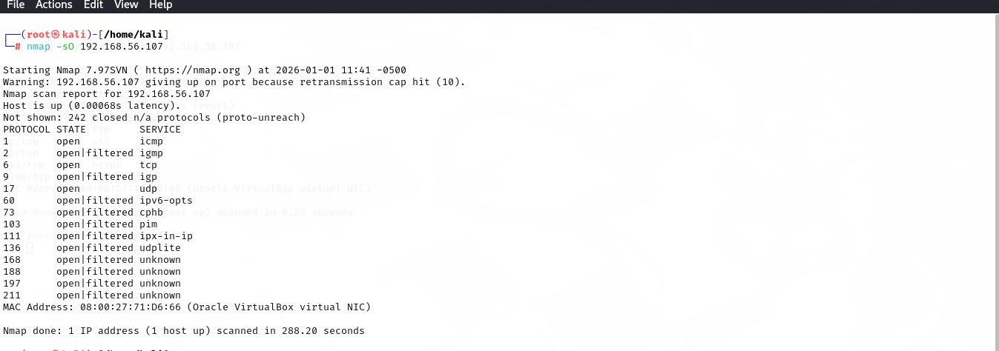 File Actions Edit View Help
┌──(root㉿kali)-[/home/kali]
└─# nmap -sO 192.168.56.107
Starting Nmap 7.97SVN ( https://nmap.org ) at 2026-01-01 11:41 -0500
Warning: 192.168.56.107 giving up on port because retransmission cap hit (10).
Nmap scan report for 192.168.56.107
Host is up (0.00068s latency).
Not shown: 242 closed n/a protocols (proto-unreach)
PROTOCOL STATE SERVICE
1 open icmp
2 open|filtered igmp
6 open tcp
9 open|filtered igp
17 open udp
60 open|filtered ipv6-opts
73 open|filtered cphb
103 open|filtered pim
111 open|filtered ipx-in-ip
136 open|filtered udplite
168 open|filtered unknown
188 open|filtered unknown
197 open|filtered unknown
211 open|filtered unknown
MAC Address: 08:00:27:71:D6:66 (Oracle VirtualBox virtual NIC)
Nmap done: 1 IP address (1 host up) scanned in 288.20 seconds